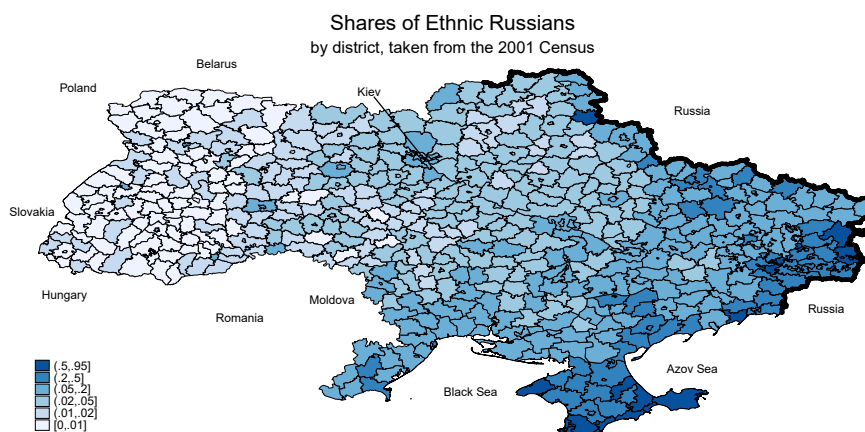 Shares of Ethnic Russians
by district, taken from the 2001 Census
Belarus
Poland
Kiev
Russia
Slovakia
Hungary
Moldova
Romania
Russia
Azov Sea
Black Sea
(.5,.95]
(.2,.5]
(.05,.2]
(.02,.05]
(.01,.02]
[0,.01]